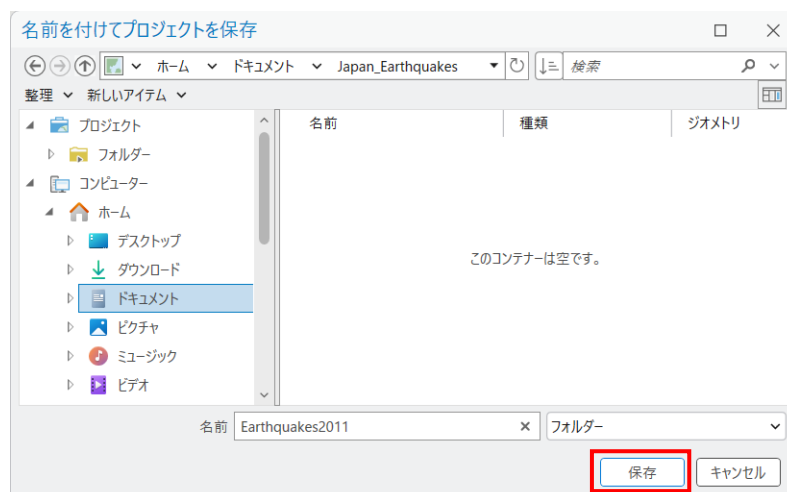 名前を付けてプロジェクトを保存
ホーム ドキュメント Japan_Earthquakes 検索
整理 新しいアイテム
名前 種類 ジオメトリ
プロジェクト
フォルダー
コンピューター
ホーム
デスクトップ
ダウンロード
ドキュメント
ピクチャ
ミュージック
ビデオ
このコンテナーは空です。
名前 Earthquakes2011 フォルダー
保存 キャンセル